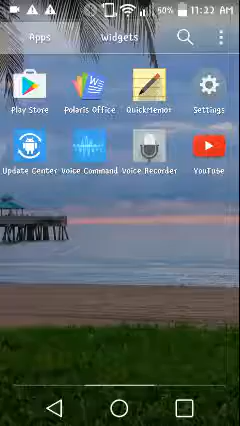 50% 11:22 AM
Apps Widgets
Play Store Polaris Office QuickMemo+ Settings
Update Center Voice Command Voice Recorder YouTube